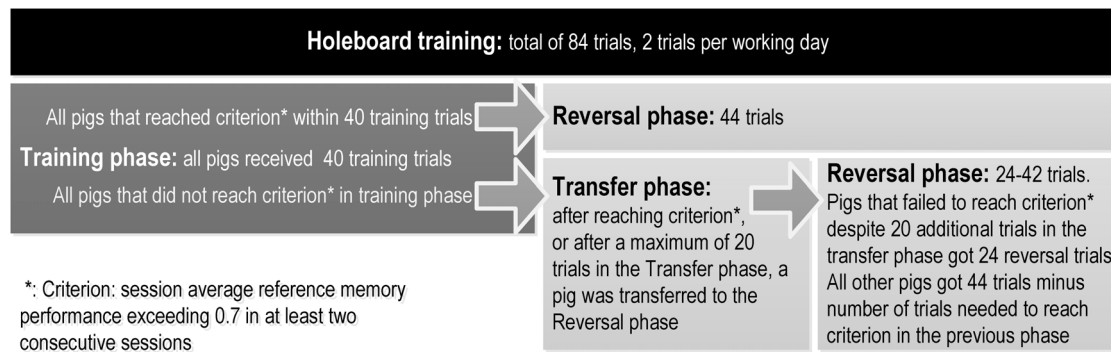 Holeboard training: total of 84 trials, 2 trials per working day
All pigs that reached criterion* within 40 training trials
Training phase: all pigs received 40 training trials
All pigs that did not reach criterion* in training phase
Reversal phase: 44 trials
Transfer phase:
after reaching criterion*,
or after a maximum of 20
trials in the Transfer phase, a
pig was transferred to the
Reversal phase
Reversal phase: 24-42 trials.
Pigs that failed to reach criterion*
despite 20 additional trials in the
transfer phase got 24 reversal trials
All other pigs got 44 trials minus
number of trials needed to reach
criterion in the previous phase
*: Criterion: session average reference memory
performance exceeding 0.7 in at least two
consecutive sessions